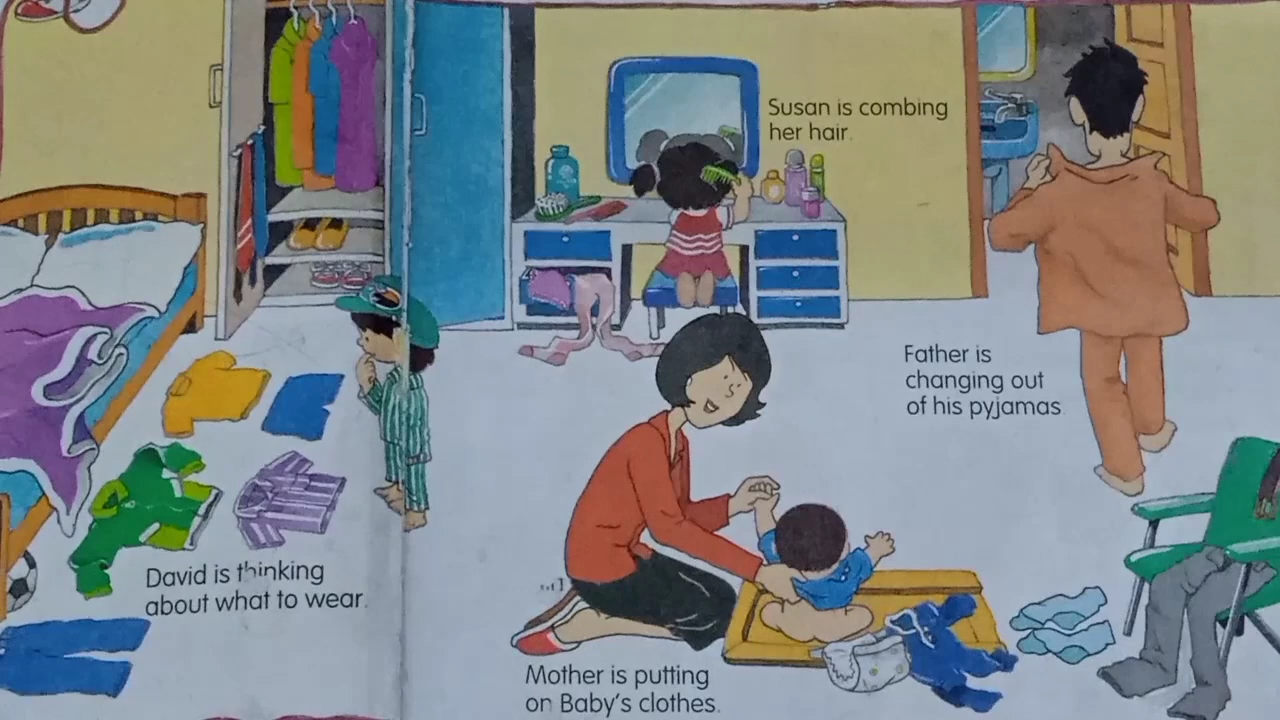 Susan is combing
her hair.
Father is
changing out
of his pyjamas.
David is thinking
about what to wear.
Mother is putting
on Baby's clothes.